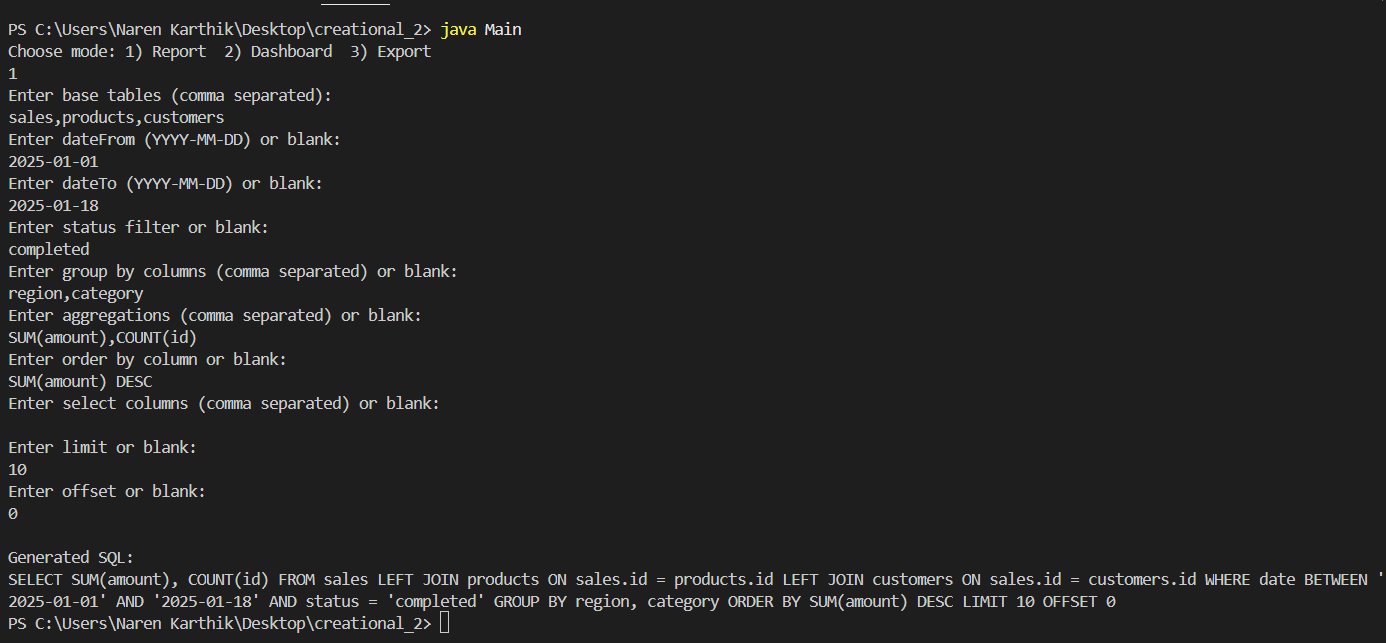 PS C:\Users\Naren Karthik\Desktop\creational_2> java Main
Choose mode: 1) Report  2) Dashboard  3) Export
1
Enter base tables (comma separated):
sales,products,customers
Enter dateFrom (YYYY-MM-DD) or blank:
2025-01-01
Enter dateTo (YYYY-MM-DD) or blank:
2025-01-18
Enter status filter or blank:
completed
Enter group by columns (comma separated) or blank:
region,category
Enter aggregations (comma separated) or blank:
SUM(amount),COUNT(id)
Enter order by column or blank:
SUM(amount) DESC
Enter select columns (comma separated) or blank:

Enter limit or blank:
10
Enter offset or blank:
0

Generated SQL:
SELECT SUM(amount), COUNT(id) FROM sales LEFT JOIN products ON sales.id = products.id LEFT JOIN customers ON sales.id = customers.id WHERE date BETWEEN '
2025-01-01' AND '2025-01-18' AND status = 'completed' GROUP BY region, category ORDER BY SUM(amount) DESC LIMIT 10 OFFSET 0
PS C:\Users\Naren Karthik\Desktop\creational_2>